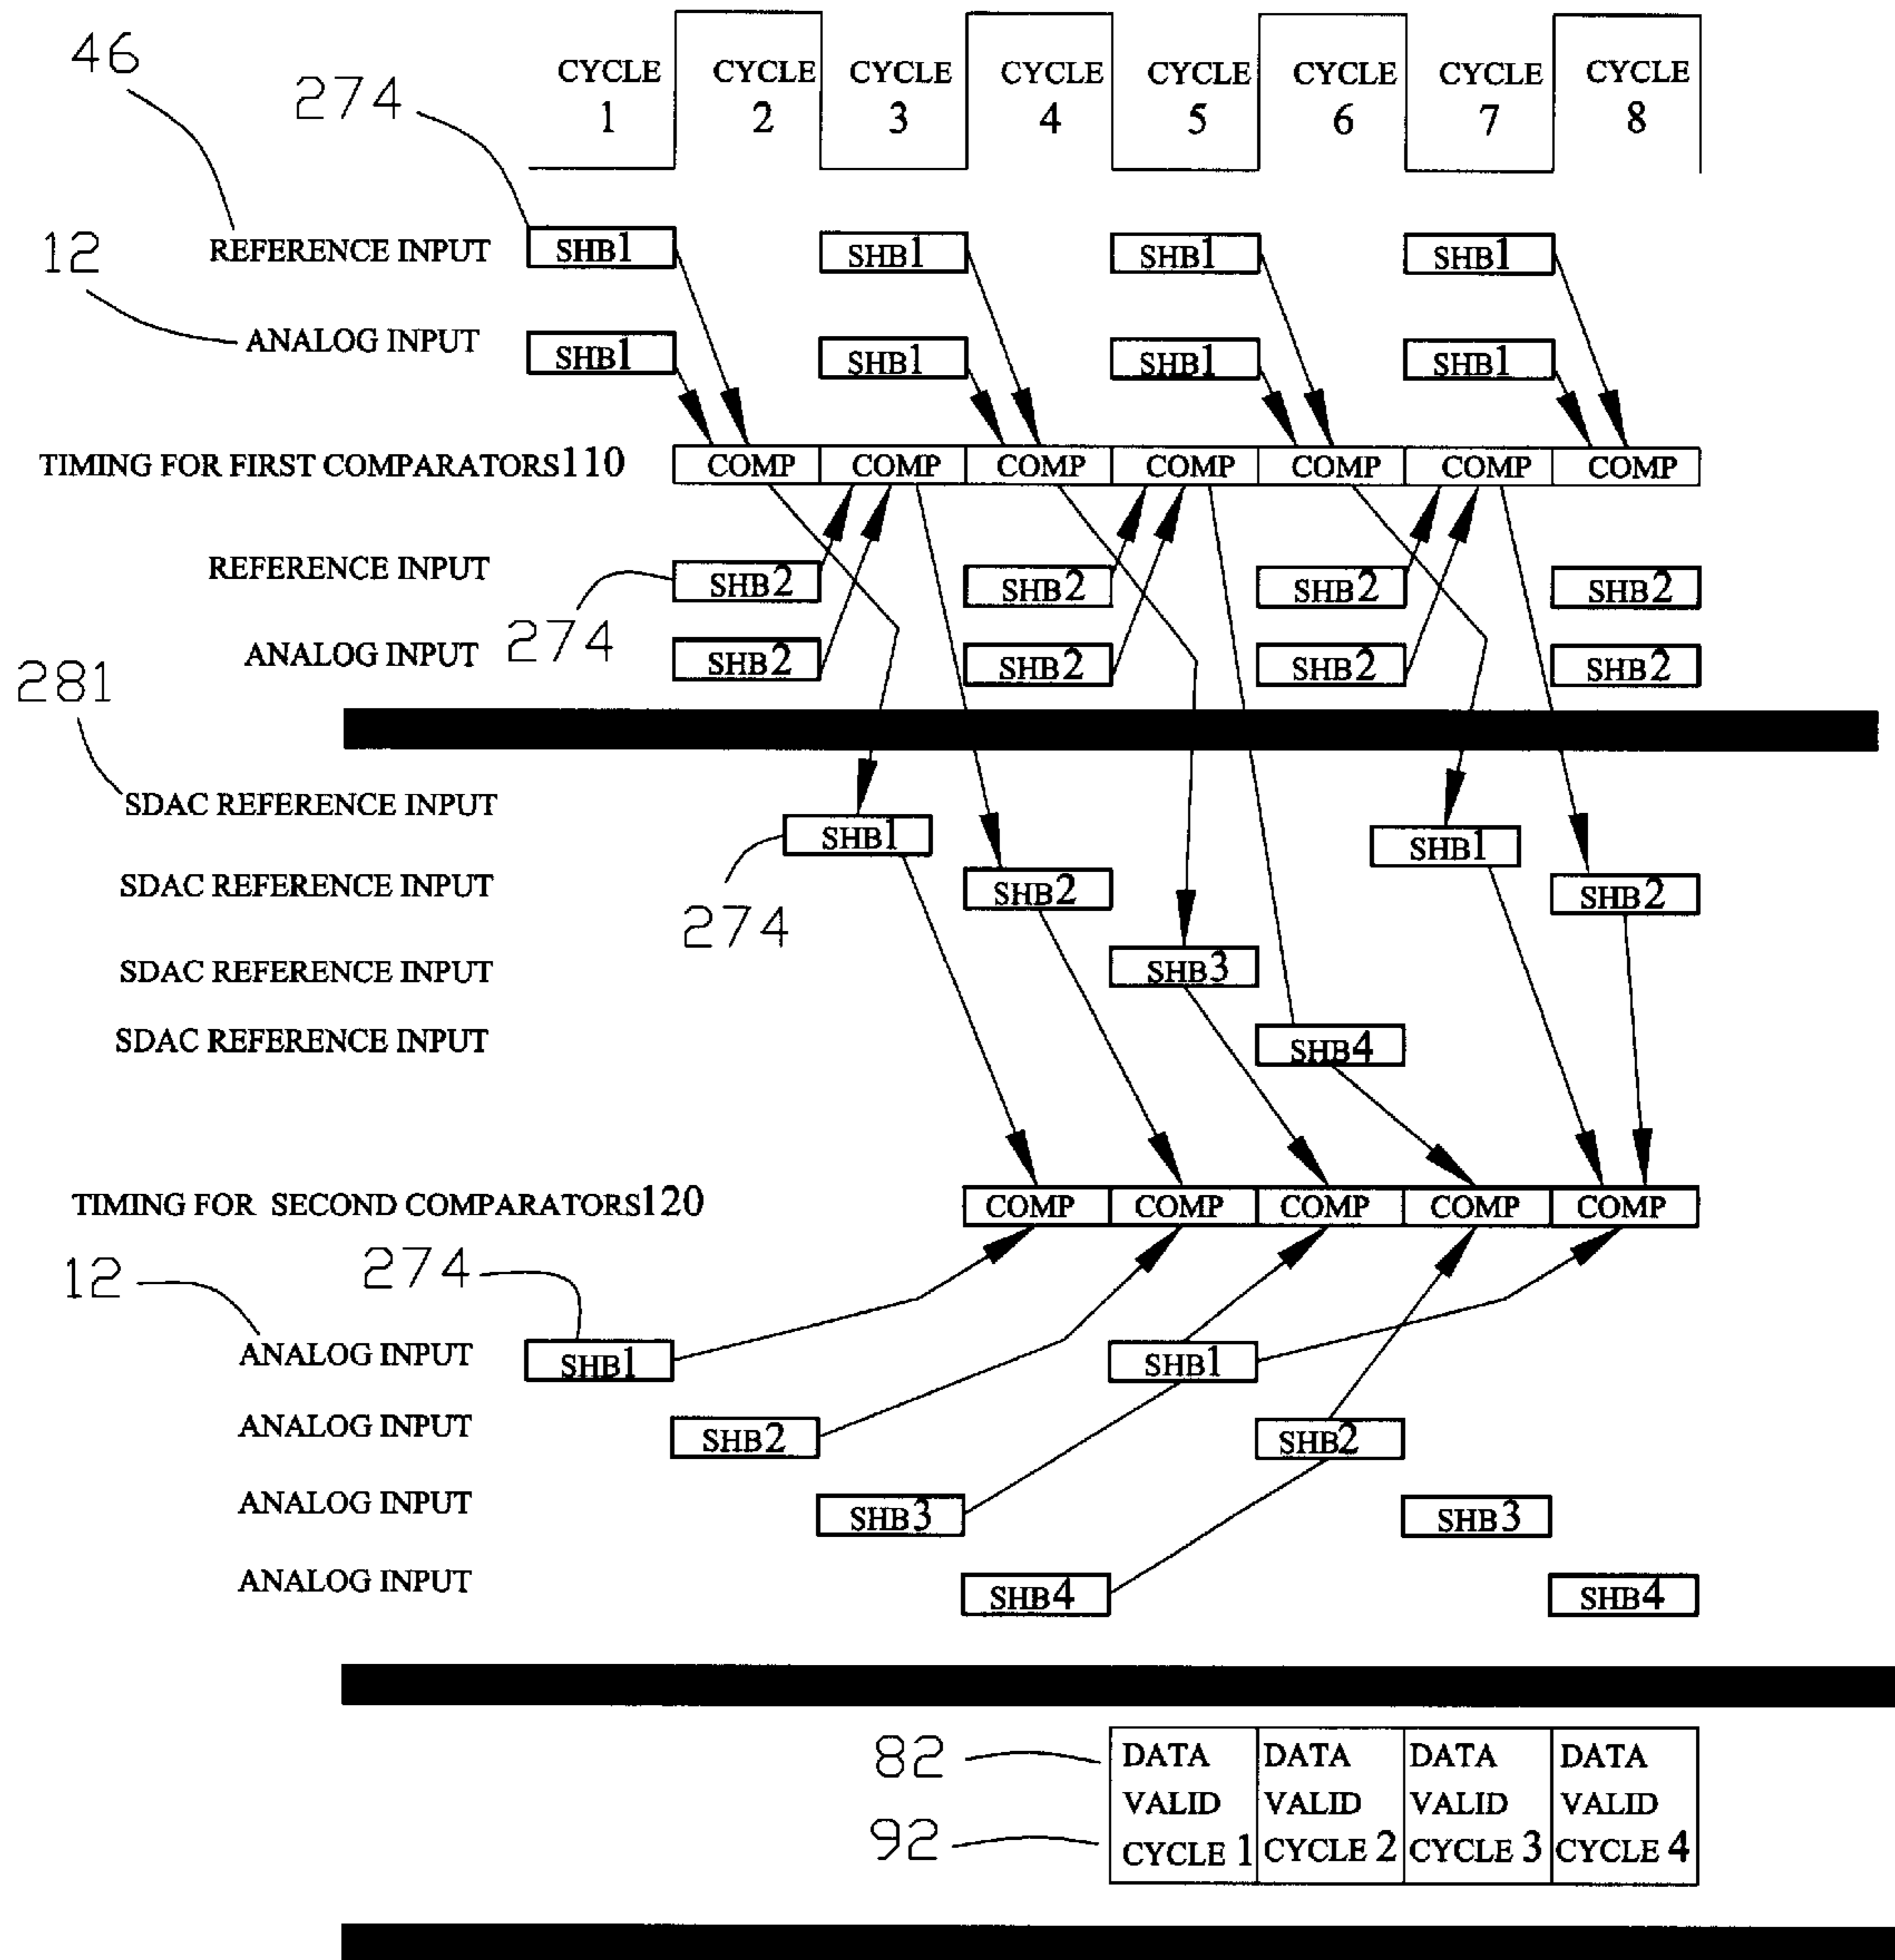 46
274
CYCLE 1 CYCLE 2 CYCLE 3 CYCLE 4 CYCLE 5 CYCLE 6 CYCLE 7 CYCLE 8
12
REFERENCE INPUT SHB1 SHB1 SHB1 SHB1
ANALOG INPUT SHB1 SHB1 SHB1 SHB1
TIMING FOR FIRST COMPARATORS110 COMP COMP COMP COMP COMP COMP COMP
REFERENCE INPUT SHB2 SHB2 SHB2 SHB2
274
ANALOG INPUT SHB2 SHB2 SHB2 SHB2
281
SDAC REFERENCE INPUT SHB1 SHB1
SDAC REFERENCE INPUT SHB2 SHB2
274
SDAC REFERENCE INPUT SHB3
SDAC REFERENCE INPUT SHB4
TIMING FOR SECOND COMPARATORS120 COMP COMP COMP COMP COMP
12 274
ANALOG INPUT SHB1 SHB1
ANALOG INPUT SHB2 SHB2
ANALOG INPUT SHB3 SHB3
ANALOG INPUT SHB4 SHB4
82 DATA DATA DATA DATA
VALID VALID VALID VALID
92 CYCLE 1 CYCLE 2 CYCLE 3 CYCLE 4